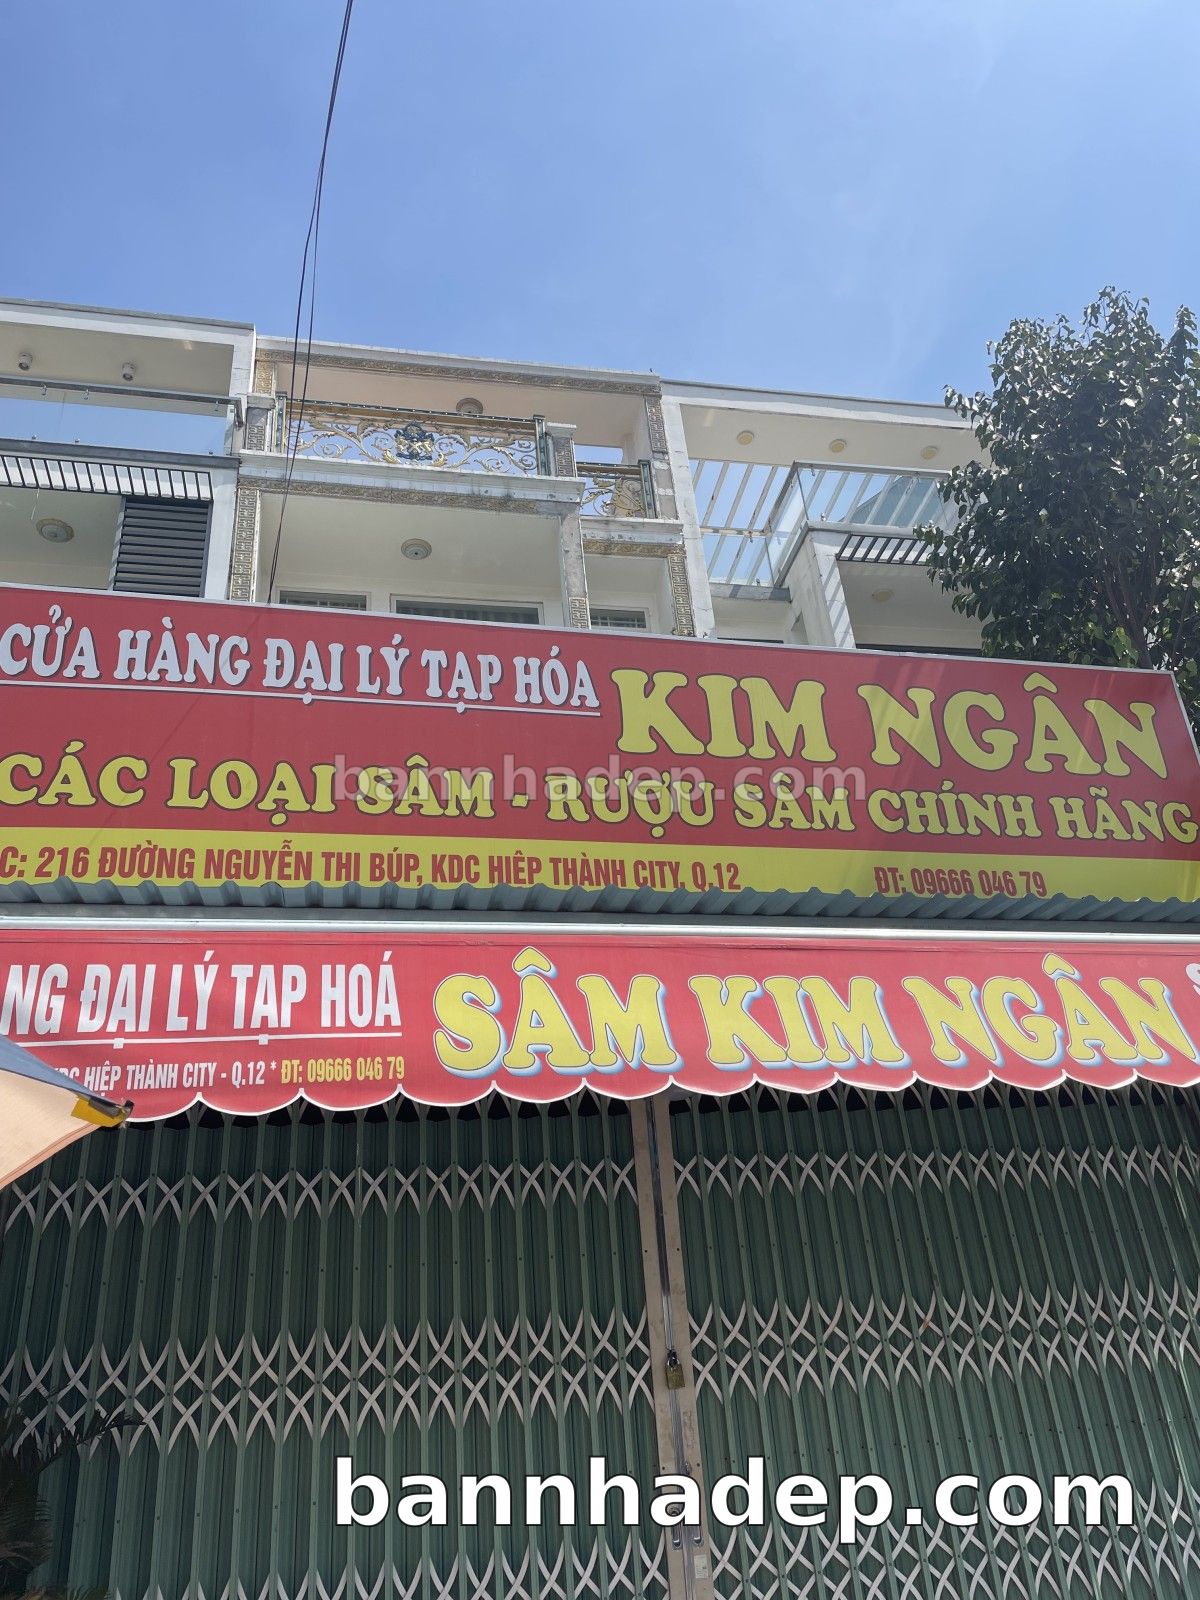 CỬA HÀNG ĐẠI LÝ TẠP HÓA KIM NGÂN
CÁC LOẠI SÂM - RƯỢU SÂM CHÍNH HÃNG
bannhadep.com
C: 216 ĐƯỜNG NGUYỄN THỊ BÚP, KDC HIỆP THÀNH CITY, Q.12 ĐT: 09666 046 79
NG ĐẠI LÝ TẠP HOÁ SÂM KIM NGÂN
KDC HIỆP THÀNH CITY - Q.12 * ĐT: 09666 046 79
bannhadep.com